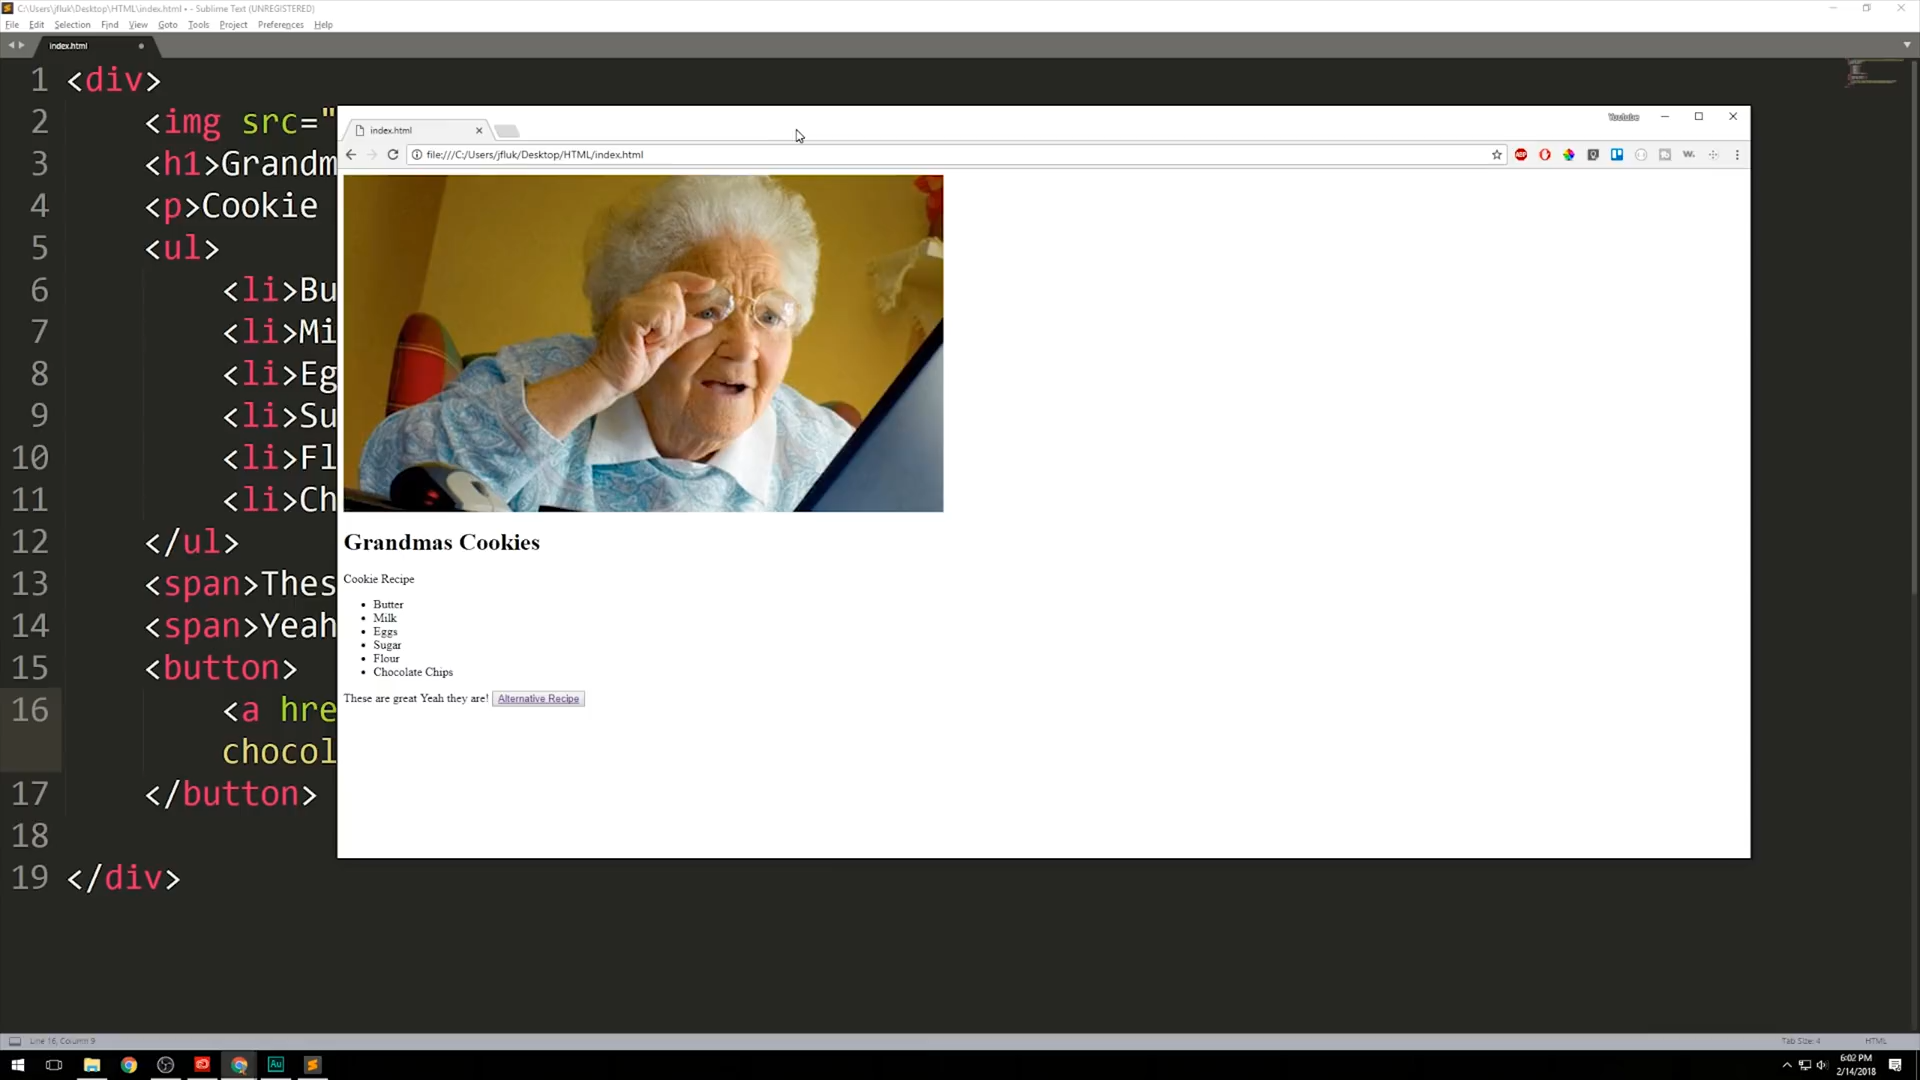 C:\Users\jfluk\Desktop\HTML\index.html • - Sublime Text (UNREGISTERED)
File Edit Selection Find View Goto Tools Project Preferences Help
index.html
1 <div>
2 <img src="
3 <h1>Grandm
4 <p>Cookie
5 <ul>
6 <li>Bu
7 <li>Mi
8 <li>Eg
9 <li>Su
10 <li>Fl
11 <li>Ch
12 </ul>
13 <span>Thes
14 <span>Yeah
15 <button>
16 <a hre
chocol
17 </button>
18
19 </div>
index.html
Youtube
file:///C:/Users/jfluk/Desktop/HTML/index.html
ABP
W.
Grandmas Cookies
Cookie Recipe
• Butter
• Milk
• Eggs
• Sugar
• Flour
• Chocolate Chips
These are great Yeah they are! Alternative Recipe
Line 16, Column 9
Tab Size: 4
HTML
Au
6:02 PM
2/14/2018